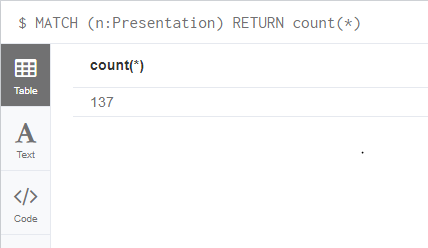 $ MATCH (n:Presentation) RETURN count(*)
count(*)
Table
137
A
Text
</>
Code